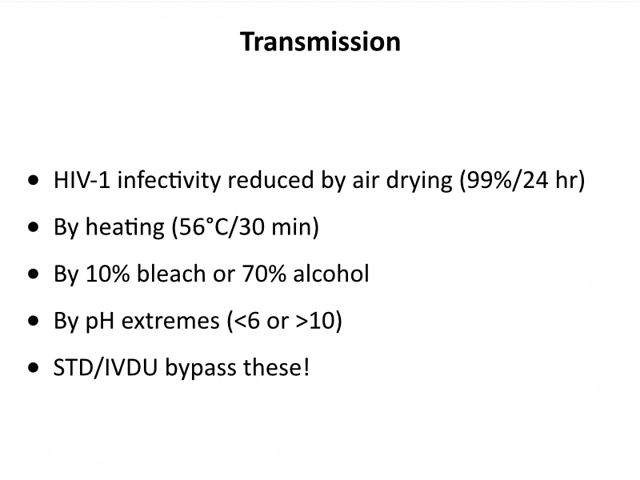 Transmission
• HIV-1 infectivity reduced by air drying (99%/24 hr)
• By heating (56°C/30 min)
• By 10% bleach or 70% alcohol
• By pH extremes (<6 or >10)
• STD/IVDU bypass these!